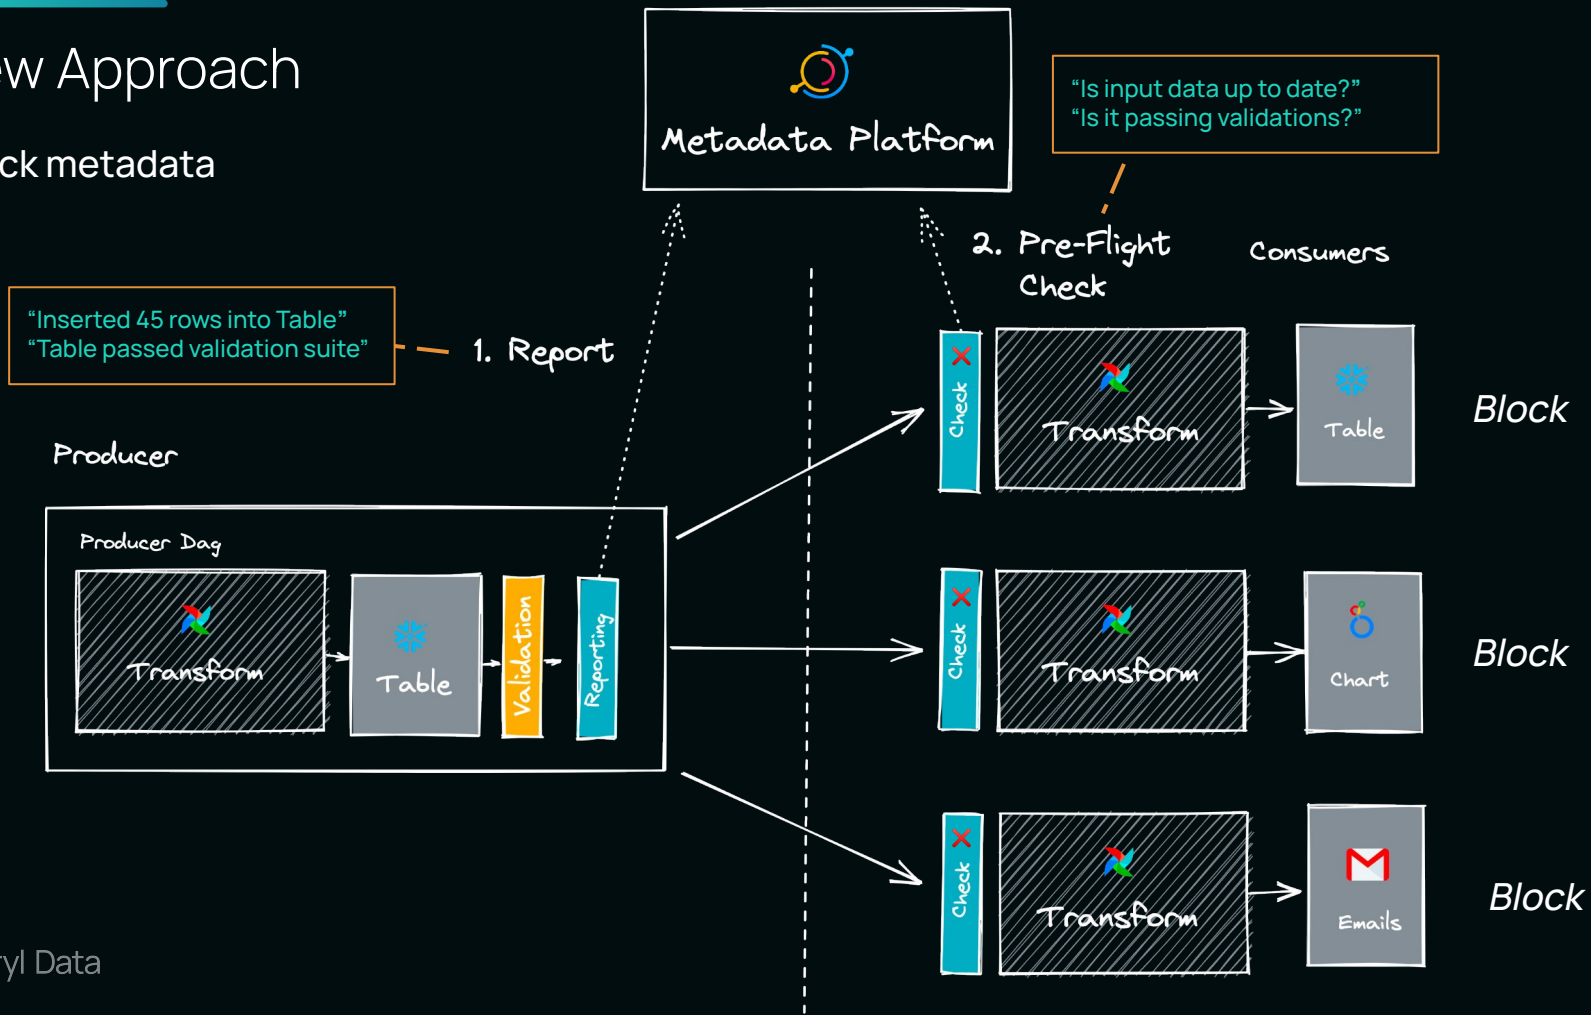 ew Approach
ck metadata
Metadata Platform
“Is input data up to date?”
“Is it passing validations?”
2. Pre-Flight
Check
Consumers
“Inserted 45 rows into Table”
“Table passed validation suite”
1. Report
Producer
Producer Dag
Transform
Table
Validation
Reporting
Check
Transform
Table
Block
Check
Transform
Chart
Block
Check
Transform
Emails
Block
ryl Data